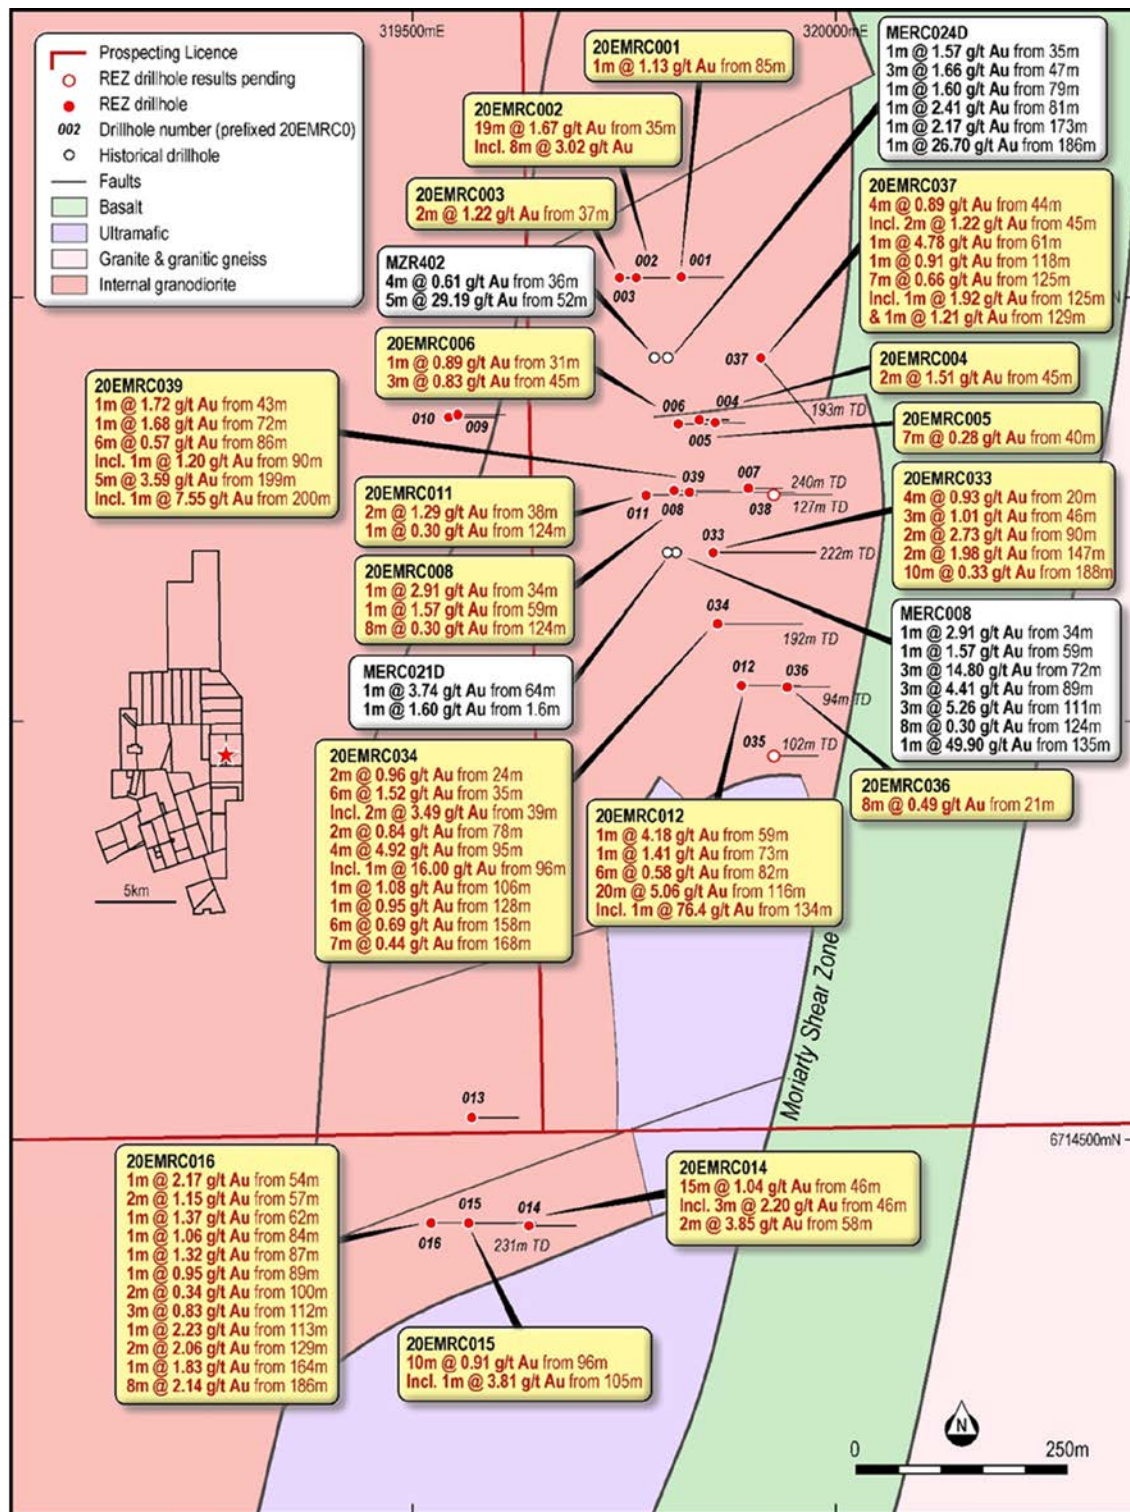 319500mE
320000mE
Prospecting Licence
REZ drillhole results pending
REZ drillhole
002 Drillhole number (prefixed 20EMRC0)
Historical drillhole
Faults
Basalt
Ultramafic
Granite & granitic gneiss
Internal granodiorite
20EMRC001
1m @ 1.13 g/t Au from 85m
20EMRC002
19m @ 1.67 g/t Au from 35m
Incl. 8m @ 3.02 g/t Au
20EMRC003
2m @ 1.22 g/t Au from 37m
MERC024D
1m @ 1.57 g/t Au from 35m
3m @ 1.66 g/t Au from 47m
1m @ 1.60 g/t Au from 79m
1m @ 2.41 g/t Au from 81m
1m @ 2.17 g/t Au from 173m
1m @ 26.70 g/t Au from 186m
20EMRC037
4m @ 0.89 g/t Au from 44m
Incl. 2m @ 1.22 g/t Au from 45m
1m @ 4.78 g/t Au from 61m
1m @ 0.91 g/t Au from 118m
7m @ 0.66 g/t Au from 125m
Incl. 1m @ 1.92 g/t Au from 125m
& 1m @ 1.21 g/t Au from 129m
MZR402
4m @ 0.61 g/t Au from 36m
5m @ 29.19 g/t Au from 52m
002
001
003
N
037
20EMRC006
1m @ 0.89 g/t Au from 31m
3m @ 0.83 g/t Au from 45m
20EMRC004
2m @ 1.51 g/t Au from 45m
20EMRC039
1m @ 1.72 g/t Au from 43m
1m @ 1.68 g/t Au from 72m
6m @ 0.57 g/t Au from 86m
Incl. 1m @ 1.20 g/t Au from 90m
5m @ 3.59 g/t Au from 199m
Incl. 1m @ 7.55 g/t Au from 200m
010
009
006
004
005
193m TD
20EMRC005
7m @ 0.28 g/t Au from 40m
20EMRC011
2m @ 1.29 g/t Au from 38m
1m @ 0.30 g/t Au from 124m
039
007
240m TD
011
008
038
127m TD
20EMRC033
4m @ 0.93 g/t Au from 20m
3m @ 1.01 g/t Au from 46m
2m @ 2.73 g/t Au from 90m
2m @ 1.98 g/t Au from 147m
10m @ 0.33 g/t Au from 188m
033
222m TD
20EMRC008
1m @ 2.91 g/t Au from 34m
1m @ 1.57 g/t Au from 59m
8m @ 0.30 g/t Au from 124m
034
192m TD
MERC008
1m @ 2.91 g/t Au from 34m
1m @ 1.57 g/t Au from 59m
3m @ 14.80 g/t Au from 72m
3m @ 4.41 g/t Au from 89m
3m @ 5.26 g/t Au from 111m
8m @ 0.30 g/t Au from 124m
1m @ 49.90 g/t Au from 135m
MERC021D
1m @ 3.74 g/t Au from 64m
1m @ 1.60 g/t Au from 1.6m
012
036
94m TD
035
102m TD
20EMRC034
2m @ 0.96 g/t Au from 24m
6m @ 1.52 g/t Au from 35m
Incl. 2m @ 3.49 g/t Au from 39m
2m @ 0.84 g/t Au from 78m
4m @ 4.92 g/t Au from 95m
Incl. 1m @ 16.00 g/t Au from 96m
1m @ 1.08 g/t Au from 106m
1m @ 0.95 g/t Au from 128m
6m @ 0.69 g/t Au from 158m
7m @ 0.44 g/t Au from 168m
20EMRC036
8m @ 0.49 g/t Au from 21m
20EMRC012
1m @ 4.18 g/t Au from 59m
1m @ 1.41 g/t Au from 73m
6m @ 0.58 g/t Au from 82m
20m @ 5.06 g/t Au from 116m
Incl. 1m @ 76.4 g/t Au from 134m
5km
Moriarty Shear Zone
013
6714500mN
20EMRC016
1m @ 2.17 g/t Au from 54m
2m @ 1.15 g/t Au from 57m
1m @ 1.37 g/t Au from 62m
1m @ 1.06 g/t Au from 84m
1m @ 1.32 g/t Au from 87m
1m @ 0.95 g/t Au from 89m
2m @ 0.34 g/t Au from 100m
3m @ 0.83 g/t Au from 112m
1m @ 2.23 g/t Au from 113m
2m @ 2.06 g/t Au from 129m
1m @ 1.83 g/t Au from 164m
8m @ 2.14 g/t Au from 186m
20EMRC014
15m @ 1.04 g/t Au from 46m
Incl. 3m @ 2.20 g/t Au from 46m
2m @ 3.85 g/t Au from 58m
015
014
016
231m TD
20EMRC015
10m @ 0.91 g/t Au from 96m
Incl. 1m @ 3.81 g/t Au from 105m
N
0
250m